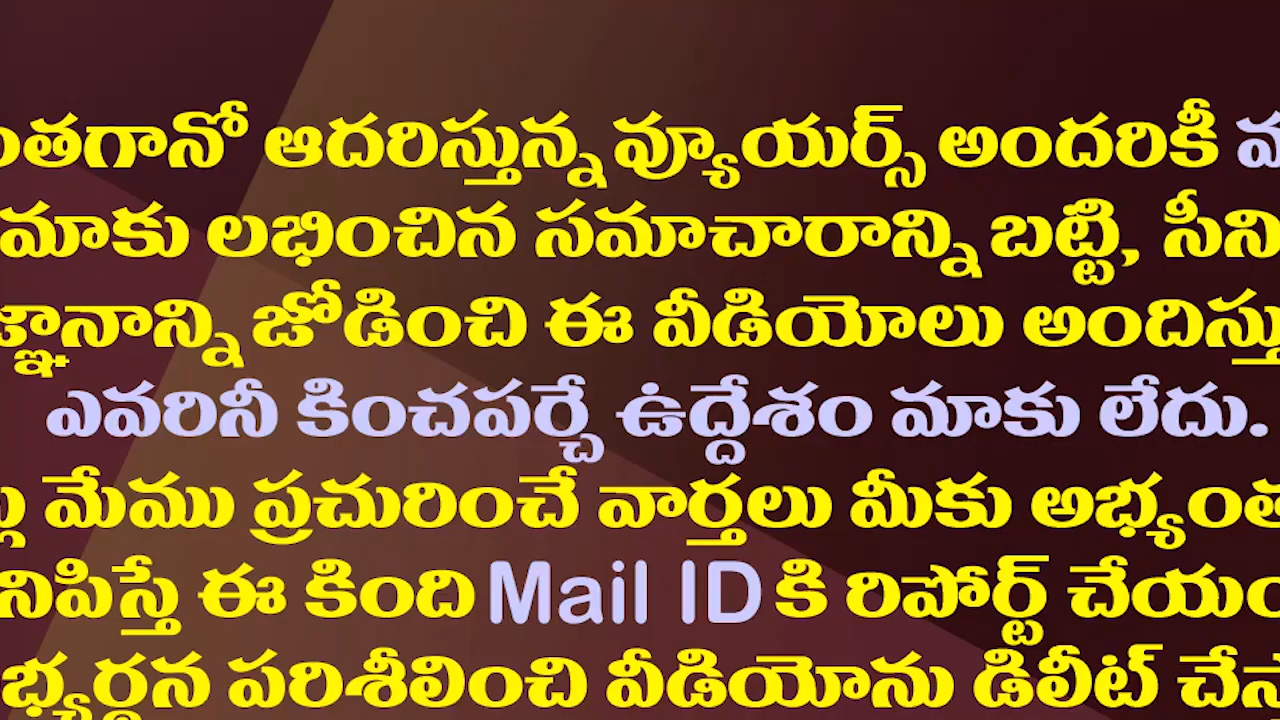 ంతగానో ఆదరిస్తున్న వ్యూయర్స్ అందరికీ
మాకు లభించిన సమాచారాన్ని బట్టి, సీని
జ్ఞానాన్ని జోడించి ఈ వీడియోలు అందిస్తు
ఎవరినీ కించపర్చే ఉద్దేశం మాకు లేదు.
మేము ప్రచురించే వార్తలు మీకు అభ్యంత
నిపిస్తే ఈ కింది Mail ID కి రిపోర్ట్ చేయం
భ్యర్థన పరిశీలించి వీడియోను డిలీట్ చేస